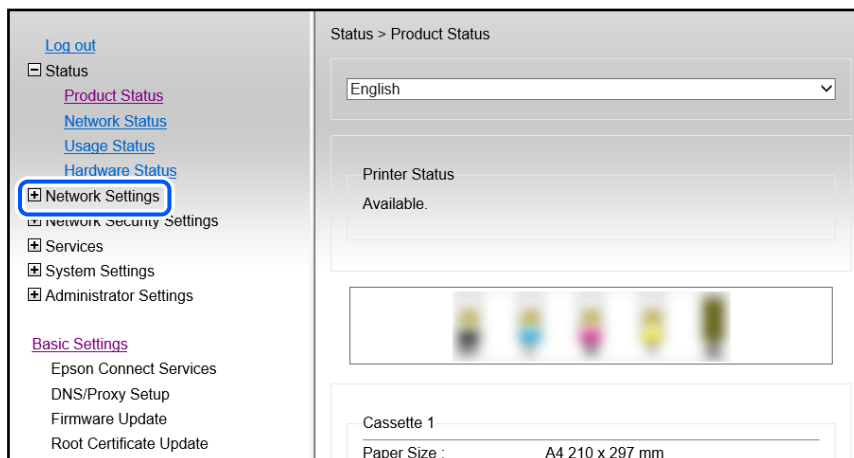 Log out
Status
Product Status
Network Status
Usage Status
Hardware Status
Network Settings
Network Security Settings
Services
System Settings
Administrator Settings
Basic Settings
Epson Connect Services
DNS/Proxy Setup
Firmware Update
Root Certificate Update
Status > Product Status
English
Printer Status
Available.
Cassette 1
Paper Size : A4 210 x 297 mm